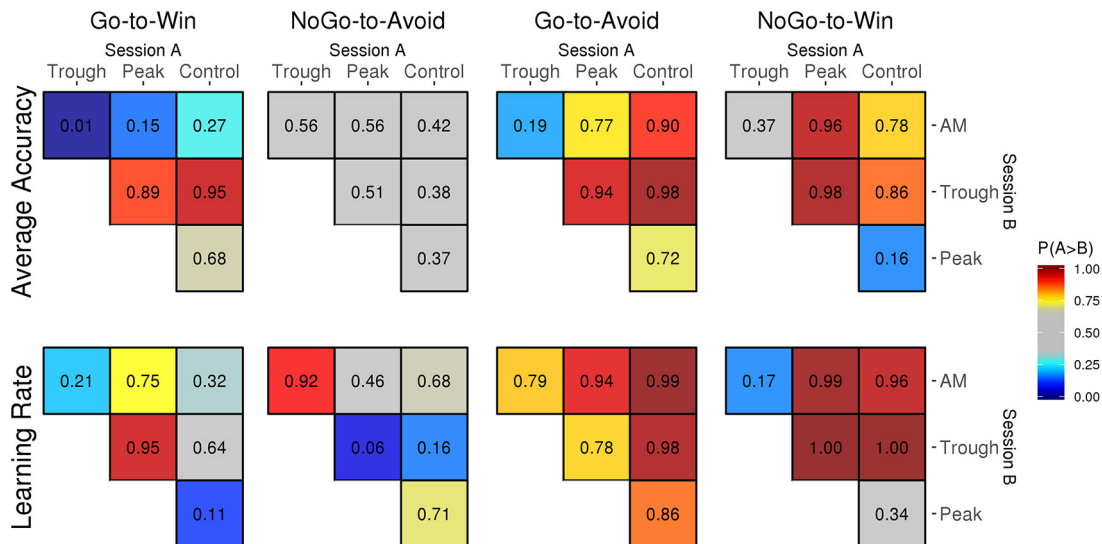 Go-to-Win NoGo-to-Avoid Go-to-Avoid NoGo-to-Win
Session A Session A Session A Session A
Trough Peak Control Trough Peak Control Trough Peak Control Trough Peak Control
Average Accuracy
0.01 0.15 0.27 0.56 0.56 0.42 0.19 0.77 0.90 0.37 0.96 0.78 AM
0.89 0.95 0.51 0.38 0.94 0.98 0.98 0.86 Trough
Session B
0.68 0.37 0.72 0.16 Peak
P(A>B)
1.00
0.75
0.50
0.25
0.00
Learning Rate
0.21 0.75 0.32 0.92 0.46 0.68 0.79 0.94 0.99 0.17 0.99 0.96 AM
0.95 0.64 0.06 0.16 0.78 0.98 1.00 1.00 Trough
Session B
0.11 0.71 0.86 0.34 Peak